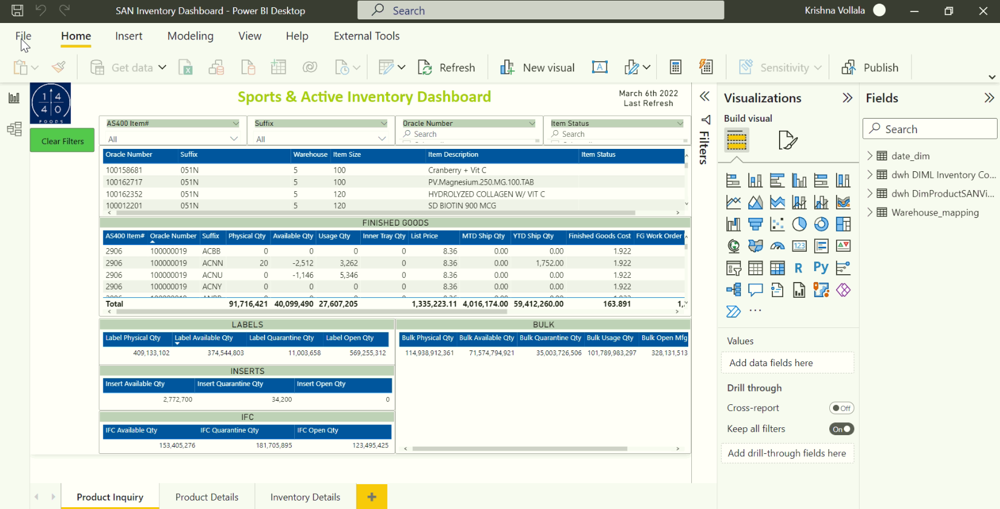 SAN Inventory Dashboard - Power BI Desktop
Search
Krishna Vollala
File Home Insert Modeling View Help External Tools
Get data Refresh New visual A Sensitivity Publish
1 4
4 0
FOODS
Clear Filters
Sports & Active Inventory Dashboard
March 6th 2022
Last Refresh
AS400 Item# Suffix Oracle Number Item Status
All All Search Search
Oracle Number Suffix Warehouse Item Size Item Description Item Status
100158681 051N 5 100 Cranberry + Vit C
100162717 051N 5 100 PV.Magnesium.250.MG.100.TAB
100162352 051N 5 120 HYDROLYZED COLLAGEN W/ VIT C
100012201 051N 5 120 SD BIOTIN 900 MCG
FINISHED GOODS
AS400 Item# Oracle Number Suffix Physical Qty Available Qty Usage Qty Inner Tray Qty List Price MTD Ship Qty YTD Ship Qty Finished Goods Cost FG Work Order
2906 100000019 ACBB 0 0 0 0 8.36 0.00 0.00 1.922
2906 100000019 ACNN 20 -2,512 3,262 0 8.36 0.00 1,752.00 1.922
2906 100000019 ACNU 0 -1,146 5,346 0 8.36 0.00 0.00 1.922
2906 100000019 ACNY 0 0 0 0 8.36 0.00 0.00 1.922
Total 91,716,421 40,099,490 27,607,205 1,335,223.11 4,016,174.00 59,412,260.00 163.891 1,
LABELS
Label Physical Qty Label Available Qty Label Quarantine Qty Label Open Qty
409,133,102 374,544,803 11,003,658 569,255,312
INSERTS
Insert Available Qty Insert Quarantine Qty Insert Open Qty
2,772,700 34,200 0
IFC
IFC Available Qty IFC Quarantine Qty IFC Open Qty
153,405,276 181,705,895 123,495,425
BULK
Bulk Physical Qty Bulk Available Qty Bulk Quarantine Qty Bulk Usage Qty Bulk Open Mfg
114,938,912,361 71,574,794,921 35,003,726,506 101,789,983,297 328,131,513
Filters
Visualizations
Build visual
123
R Py
...
Values
Add data fields here
Drill through
Cross-report Off
Keep all filters On
Add drill-through fields here
Fields
Search
date_dim
dwh DIML Inventory Co...
dwh DimProductSANVi...
Warehouse_mapping
Product Inquiry Product Details Inventory Details +